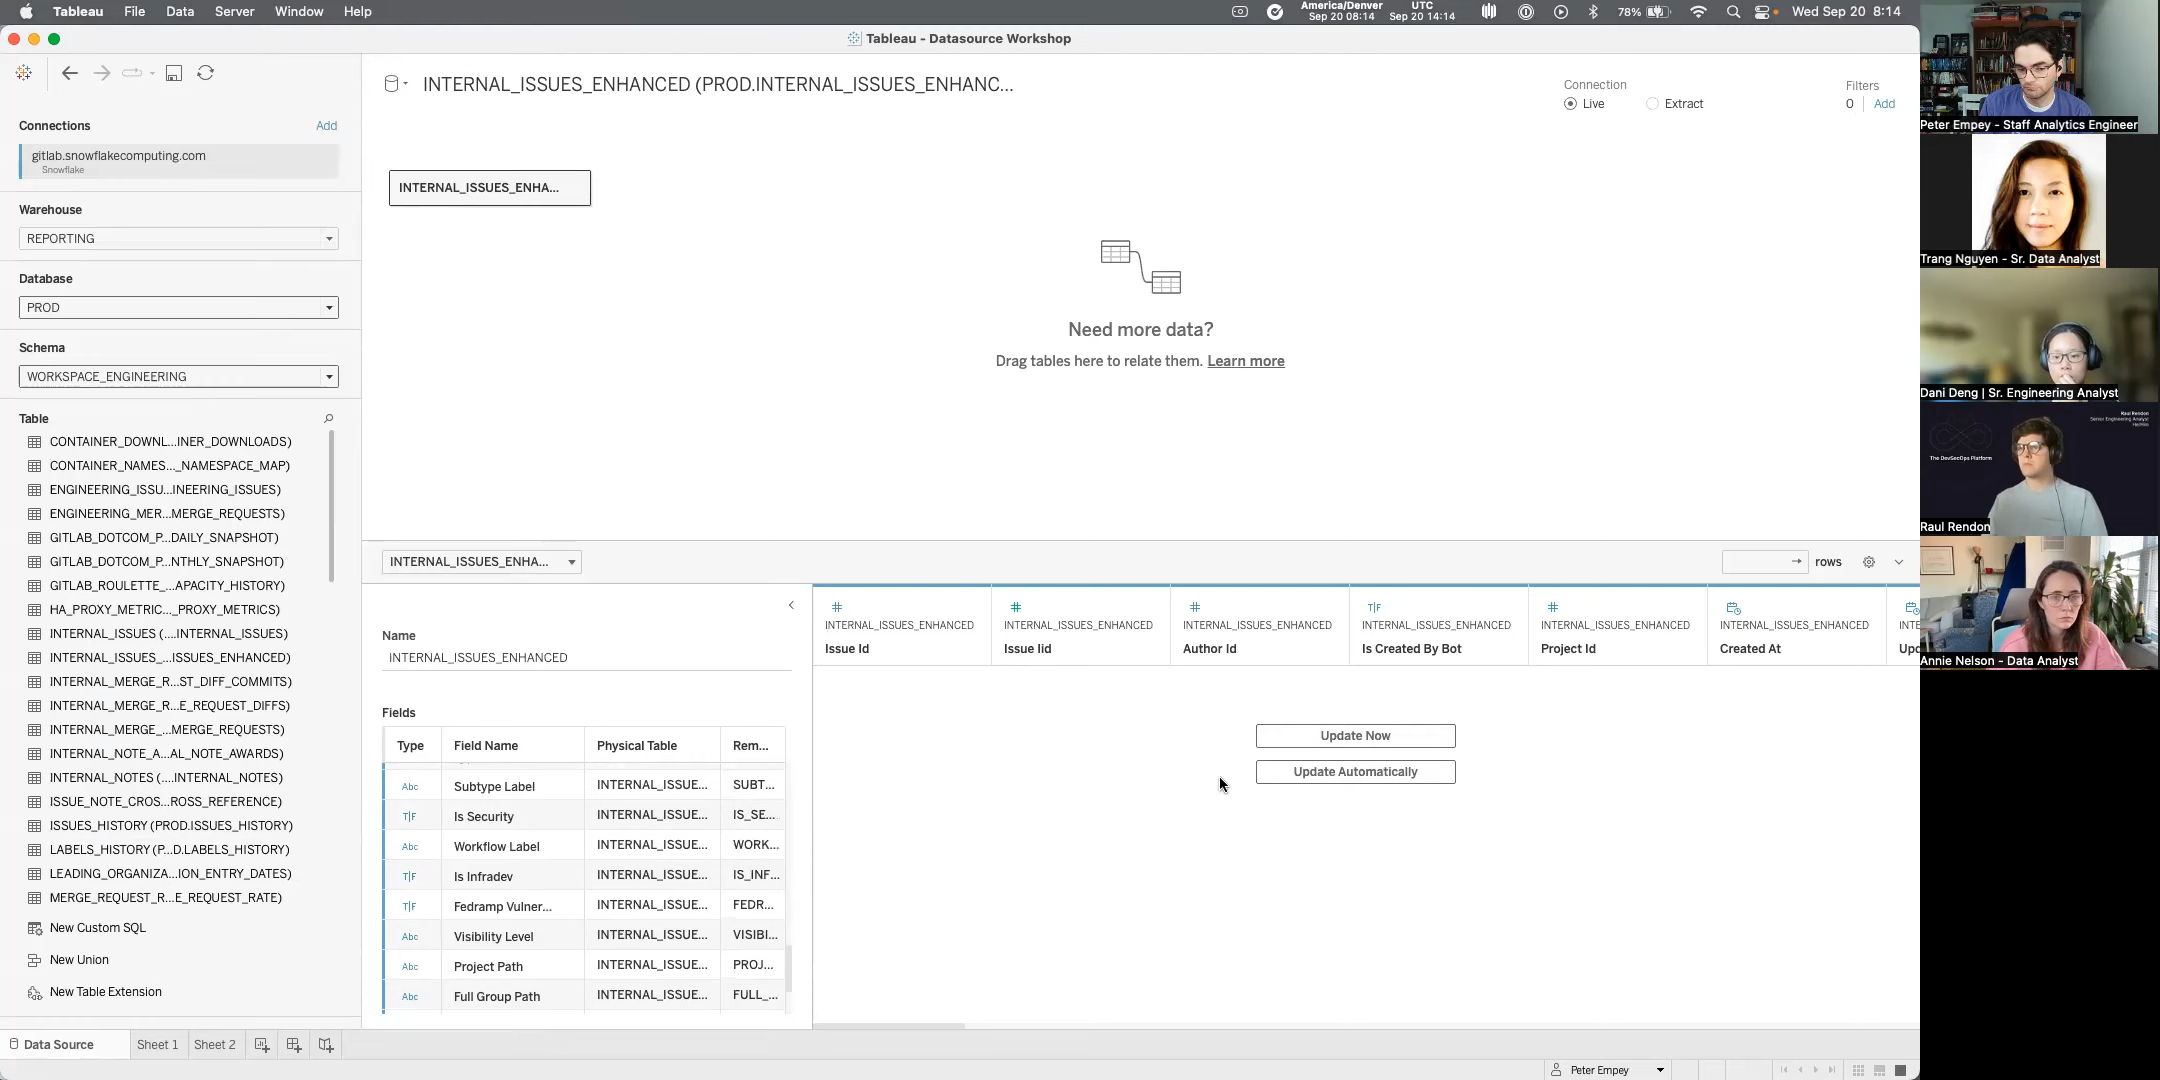 Tableau File Data Server Window Help
America/Denver
Sep 20 08:14
UTC
Sep 20 14:14
78%
Wed Sep 20 8:14
Tableau - Datasource Workshop
INTERNAL_ISSUES_ENHANCED (PROD.INTERNAL_ISSUES_ENHANC...
Connection
Live
Extract
Filters
0 Add
Connections Add
gitlab.snowflakecomputing.com
Snowflake
Warehouse
REPORTING
Database
PROD
Schema
WORKSPACE_ENGINEERING
Table
CONTAINER_DOWNL...INER_DOWNLOADS)
CONTAINER_NAMES..._NAMESPACE_MAP)
ENGINEERING_ISSU...INEERING_ISSUES)
ENGINEERING_MER...MERGE_REQUESTS)
GITLAB_DOTCOM_P...DAILY_SNAPSHOT)
GITLAB_DOTCOM_P...NTHLY_SNAPSHOT)
GITLAB_ROULETTE_...APACITY_HISTORY)
HA_PROXY_METRIC..._PROXY_METRICS)
INTERNAL_ISSUES (....INTERNAL_ISSUES)
INTERNAL_ISSUES_...ISSUES_ENHANCED)
INTERNAL_MERGE_R...ST_DIFF_COMMITS)
INTERNAL_MERGE_R...E_REQUEST_DIFFS)
INTERNAL_MERGE_...MERGE_REQUESTS)
INTERNAL_NOTE_A...AL_NOTE_AWARDS)
INTERNAL_NOTES (....INTERNAL_NOTES)
ISSUE_NOTE_CROS...ROSS_REFERENCE)
ISSUES_HISTORY (PROD.ISSUES_HISTORY)
LABELS_HISTORY (P...D.LABELS_HISTORY)
LEADING_ORGANIZA...ION_ENTRY_DATES)
MERGE_REQUEST_R...E_REQUEST_RATE)
New Custom SQL
New Union
New Table Extension
INTERNAL_ISSUES_ENHA...
Need more data?
Drag tables here to relate them. Learn more
INTERNAL_ISSUES_ENHA...
rows
Name
INTERNAL_ISSUES_ENHANCED
Fields
Type Field Name Physical Table Rem...
Abc Subtype Label INTERNAL_ISSUE... SUBT...
T|F Is Security INTERNAL_ISSUE... IS_SE...
Abc Workflow Label INTERNAL_ISSUE... WORK...
T|F Is Infradev INTERNAL_ISSUE... IS_INF...
T|F Fedramp Vulner... INTERNAL_ISSUE... FEDR...
Abc Visibility Level INTERNAL_ISSUE... VISIBI...
Abc Project Path INTERNAL_ISSUE... PROJ...
Abc Full Group Path INTERNAL_ISSUE... FULL_...
# # # T|F #
INTERNAL_ISSUES_ENHANCED INTERNAL_ISSUES_ENHANCED INTERNAL_ISSUES_ENHANCED INTERNAL_ISSUES_ENHANCED INTERNAL_ISSUES_ENHANCED INTERNAL_ISSUES_ENHANCED INTE
Issue Id Issue Iid Author Id Is Created By Bot Project Id Created At Upd
Update Now
Update Automatically
Data Source Sheet 1 Sheet 2
Peter Empey
Peter Empey - Staff Analytics Engineer
Trang Nguyen - Sr. Data Analyst
Dani Deng | Sr. Engineering Analyst
Raul Rendon
Senior Engineering Analyst
He/Him
The DevSecOps Platform
Raul Rendon
Annie Nelson - Data Analyst